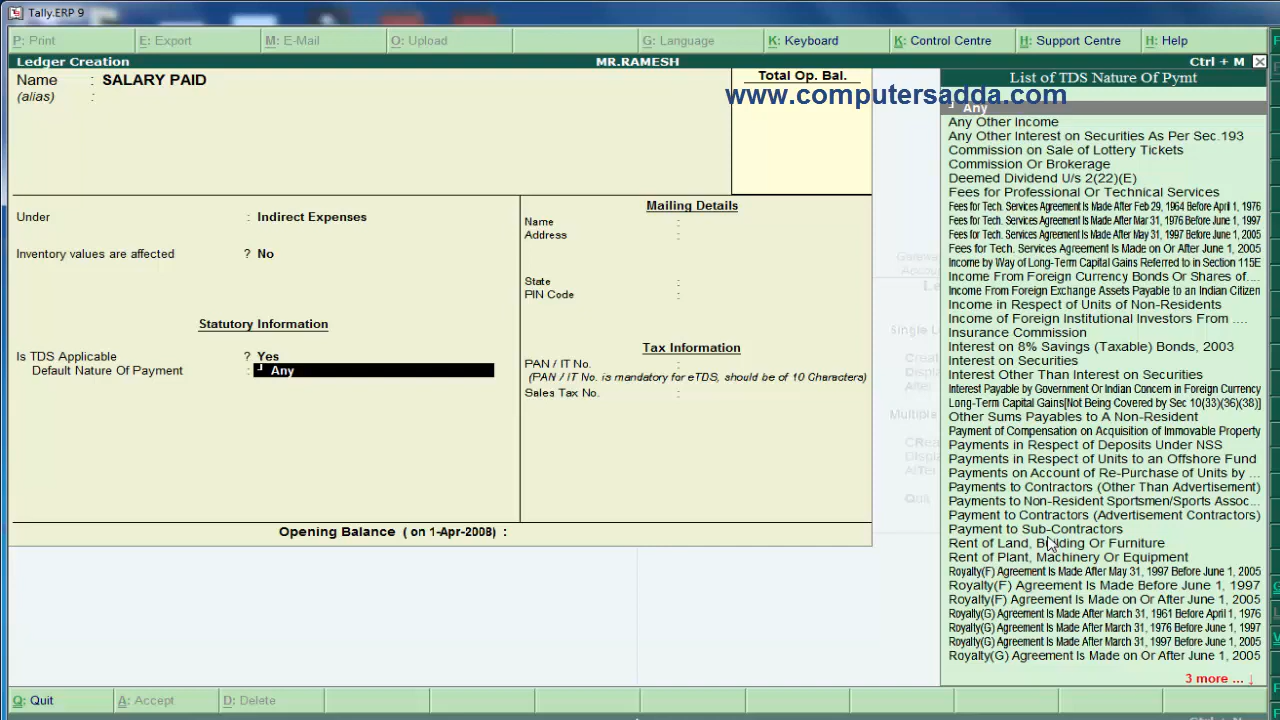 Tally.ERP 9
P: Print E: Export M: E-Mail O: Upload G: Language K: Keyboard K: Control Centre H: Support Centre H: Help
Ledger Creation MR.RAMESH Ctrl + M
Name : SALARY PAID
(alias) :
Total Op. Bal.
www.computersadda.com
Under : Indirect Expenses
Inventory values are affected ? No
Statutory Information
Is TDS Applicable ? Yes
Default Nature Of Payment : ┘ Any
Mailing Details
Name :
Address :
State :
PIN Code :
Tax Information
PAN / IT No. :
(PAN / IT No. is mandatory for eTDS, should be of 10 Characters)
Sales Tax No. :
Opening Balance ( on 1-Apr-2008) :
List of TDS Nature Of Pymt
┘ Any
Any Other Income
Any Other Interest on Securities As Per Sec.193
Commission on Sale of Lottery Tickets
Commission Or Brokerage
Deemed Dividend U/s 2(22)(E)
Fees for Professional Or Technical Services
Fees for Tech. Services Agreement Is Made After Feb 29, 1964 Before April 1, 1976
Fees for Tech. Services Agreement Is Made After Mar 31, 1976 Before June 1, 1997
Fees for Tech. Services Agreement Is Made After May 31, 1997 Before June 1, 2005
Fees for Tech. Services Agreement Is Made on Or After June 1, 2005
Income by Way of Long-Term Capital Gains Referred to in Section 115E
Income From Foreign Currency Bonds Or Shares of....
Income From Foreign Exchange Assets Payable to an Indian Citizen
Income in Respect of Units of Non-Residents
Income of Foreign Institutional Investors From ....
Insurance Commission
Interest on 8% Savings (Taxable) Bonds, 2003
Interest on Securities
Interest Other Than Interest on Securities
Interest Payable by Government Or Indian Concern in Foreign Currency
Long-Term Capital Gains[Not Being Covered by Sec 10(33)(36)(38)]
Other Sums Payables to A Non-Resident
Payment of Compensation on Acquisition of Immovable Property
Payments in Respect of Deposits Under NSS
Payments in Respect of Units to an Offshore Fund
Payments on Account of Re-Purchase of Units by ...
Payments to Contractors (Other Than Advertisement)
Payments to Non-Resident Sportsmen/Sports Assoc...
Payment to Contractors (Advertisement Contractors)
Payment to Sub-Contractors
Rent of Land, Building Or Furniture
Rent of Plant, Machinery Or Equipment
Royalty(F) Agreement Is Made After May 31, 1997 Before June 1, 2005
Royalty(F) Agreement Is Made Before June 1, 1997
Royalty(F) Agreement Is Made on Or After June 1, 2005
Royalty(G) Agreement Is Made After March 31, 1961 Before April 1, 1976
Royalty(G) Agreement Is Made After March 31, 1976 Before June 1, 1997
Royalty(G) Agreement Is Made After March 31, 1997 Before June 1, 2005
Royalty(G) Agreement Is Made on Or After June 1, 2005
3 more ... ↓
Q: Quit A: Accept D: Delete